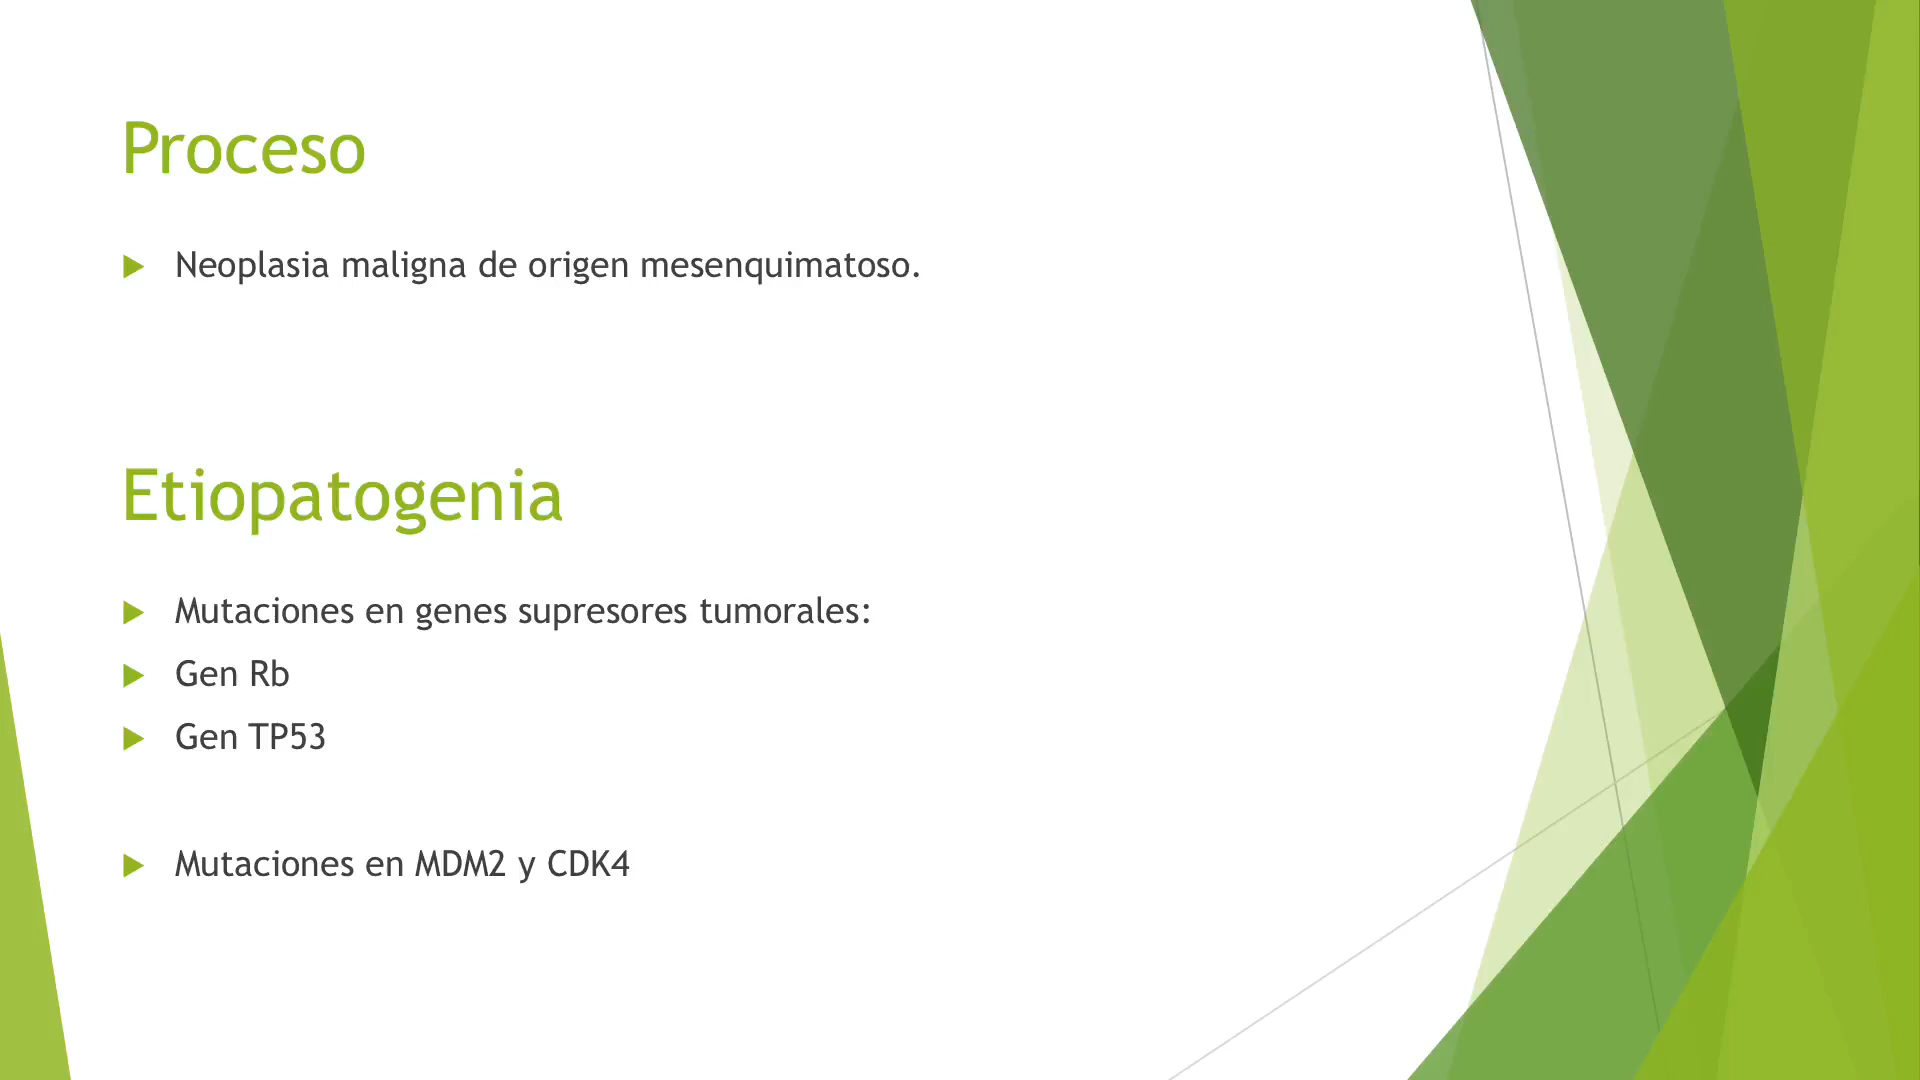 Proceso
Neoplasia maligna de origen mesenquimatoso.
Etiopatogenia
Mutaciones en genes supresores tumorales:
Gen Rb
Gen TP53
Mutaciones en MDM2 y CDK4